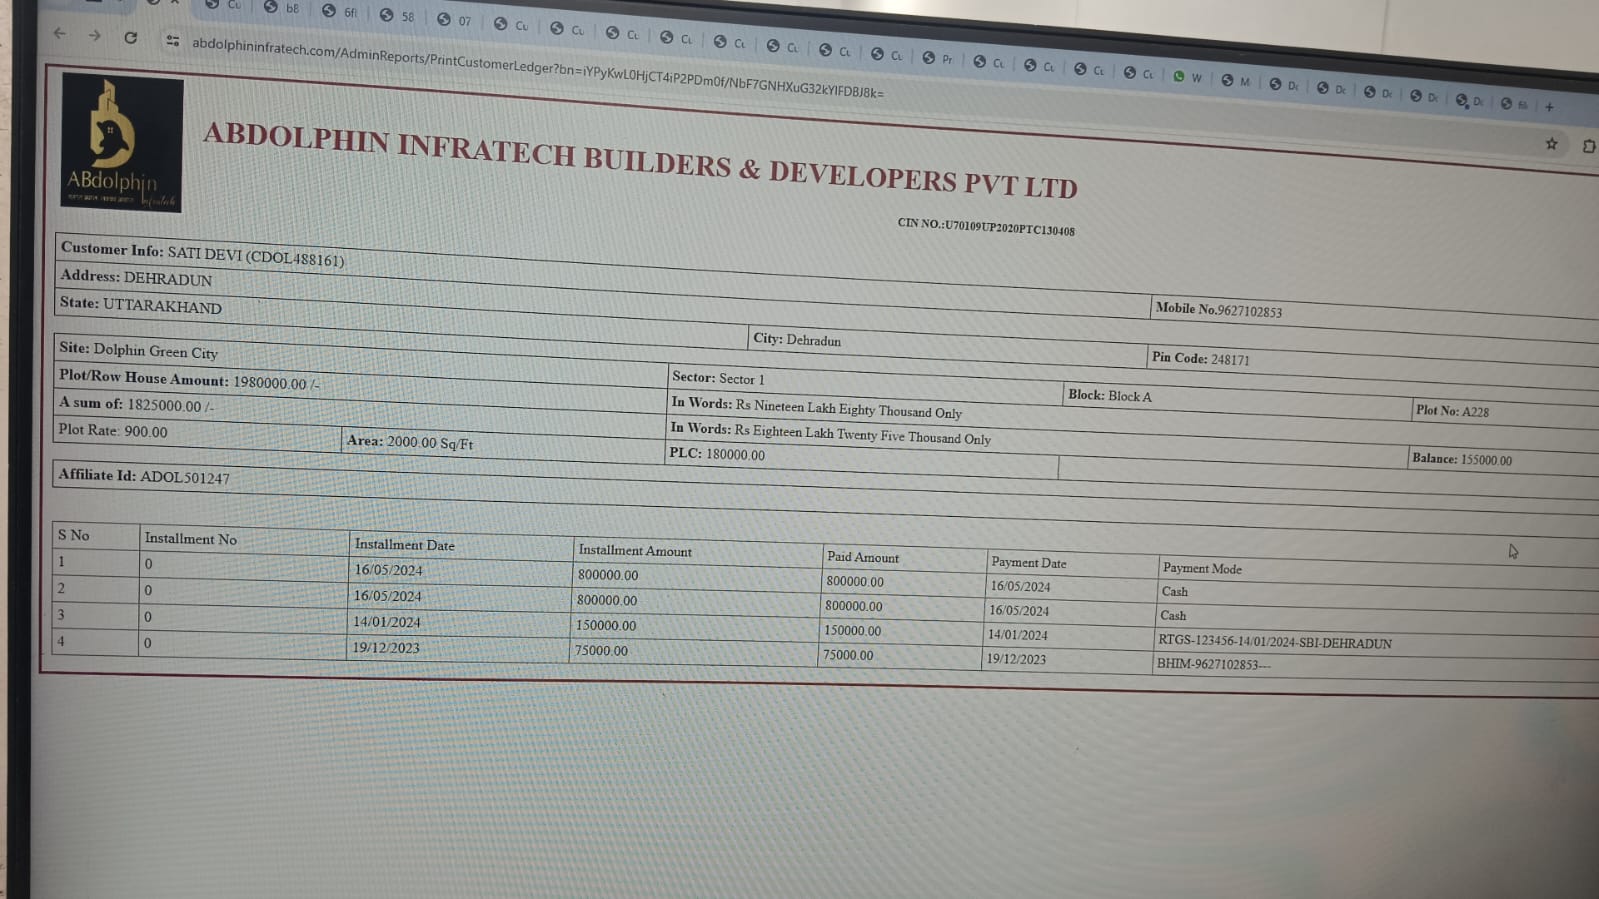 Cu b8 6fl 58 07 Cu Cu Cu Cu Cu Cu Cu Cu Pr Cu Cu Cu Cu W M Dc Dc Dc Dc Dc
abdolphininfratech.com/AdminReports/PrintCustomerLedger?bn=iYPyKwL0HjCT4iP2PDm0f/NbF7GNHXuG32kYIFDBJ8k=
ABdolphin
Infratech
ABDOLPHIN INFRATECH BUILDERS & DEVELOPERS PVT LTD
CIN NO.:U70109UP2020PTC130408
Customer Info: SATI DEVI (CDOL488161) Mobile No.9627102853
Address: DEHRADUN
State: UTTARAKHAND City: Dehradun Pin Code: 248171
Site: Dolphin Green City Sector: Sector 1 Block: Block A Plot No: A228
Plot/Row House Amount: 1980000.00 /- In Words: Rs Nineteen Lakh Eighty Thousand Only
A sum of: 1825000.00 /- In Words: Rs Eighteen Lakh Twenty Five Thousand Only
Plot Rate: 900.00 Area: 2000.00 Sq/Ft PLC: 180000.00 Balance: 155000.00
Affiliate Id: ADOL501247
S No Installment No Installment Date Installment Amount Paid Amount Payment Date Payment Mode
1 0 16/05/2024 800000.00 800000.00 16/05/2024 Cash
2 0 16/05/2024 800000.00 800000.00 16/05/2024 Cash
3 0 14/01/2024 150000.00 150000.00 14/01/2024 RTGS-123456-14/01/2024-SBI-DEHRADUN
4 0 19/12/2023 75000.00 75000.00 19/12/2023 BHIM-9627102853---